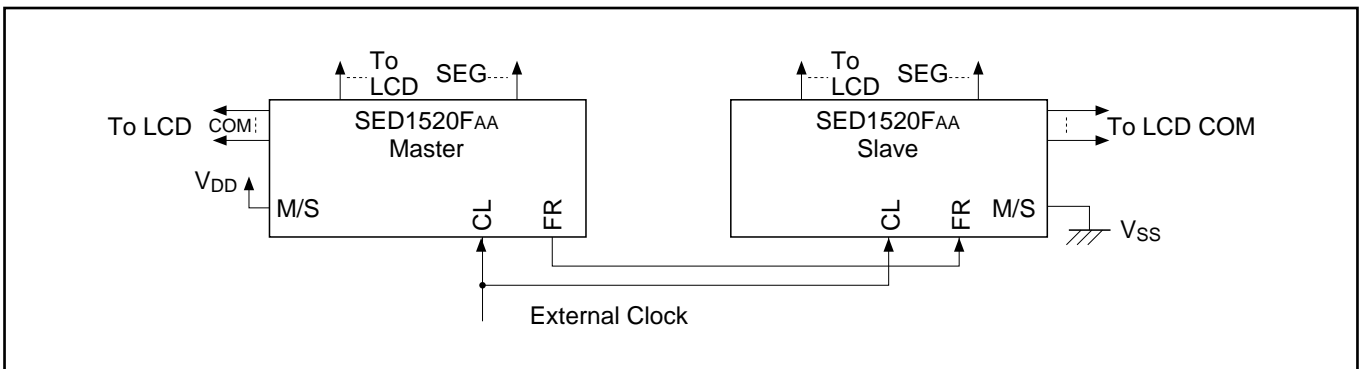 To
LCD
SEG
To LCD
COM
SED1520FAA
Master
VDD
M/S
CL
FR
To
LCD
SEG
SED1520FAA
Slave
To LCD COM
CL
FR
M/S
VSS
External Clock